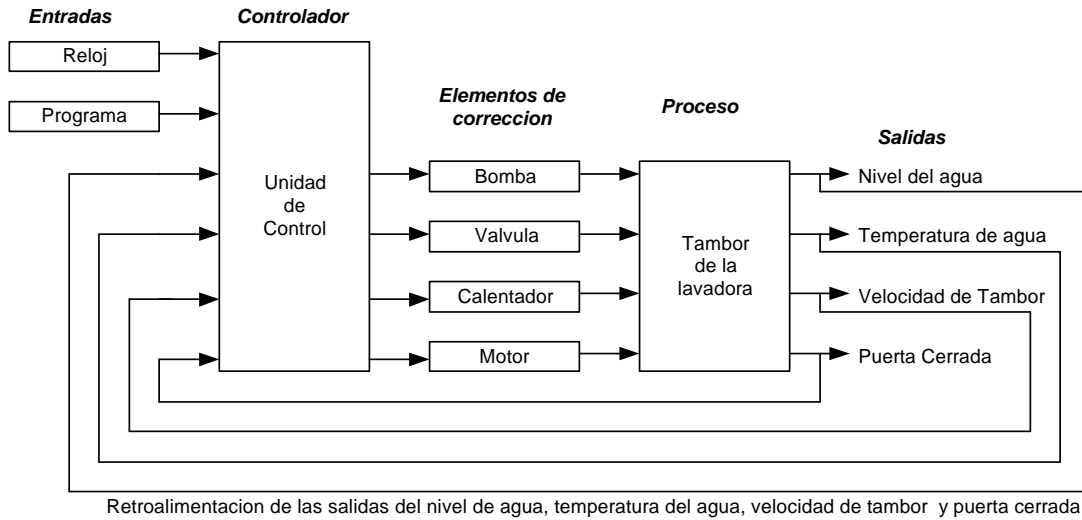 Entradas
Controlador
Reloj
Programa
Elementos de
correccion
Proceso
Salidas
Unidad
de
Control
Bomba
Valvula
Calentador
Motor
Tambor
de la
lavadora
Nivel del agua
Temperatura de agua
Velocidad de Tambor
Puerta Cerrada
Retroalimentacion de las salidas del nivel de agua, temperatura del agua, velocidad de tambor y puerta cerrada